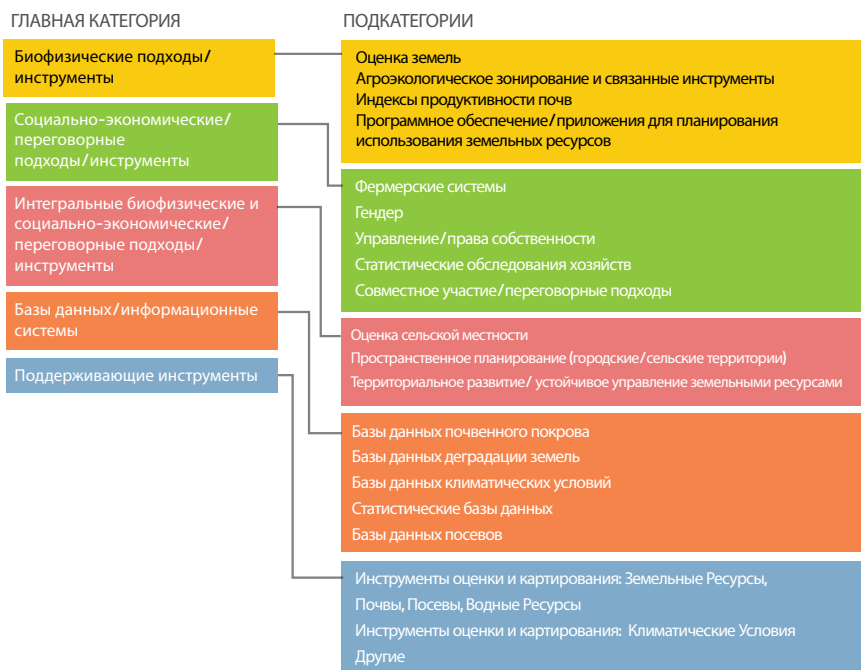 ГЛАВНАЯ КАТЕГОРИЯ
Биофизические подходы/
инструменты
Социально-экономические/
переговорные
подходы/инструменты
Интегральные биофизические и
социально-экономические/
переговорные подходы/
инструменты
Базы данных/информационные
системы
Поддерживающие инструменты
ПОДКАТЕГОРИИ
Оценка земель
Агроэкологическое зонирование и связанные инструменты
Индексы продуктивности почв
Программное обеспечение/приложения для планирования
использования земельных ресурсов
Фермерские системы
Гендер
Управление/права собственности
Статистические обследования хозяйств
Совместное участие/переговорные подходы
Оценка сельской местности
Пространственное планирование (городские/сельские территории)
Территориальное развитие/ устойчивое управление земельными ресурсами
Базы данных почвенного покрова
Базы данных деградации земель
Базы данных климатических условий
Статистические базы данных
Базы данных посевов
Инструменты оценки и картирования: Земельные Ресурсы,
Почвы, Посевы, Водные Ресурсы
Инструменты оценки и картирования: Климатические Условия
Другие